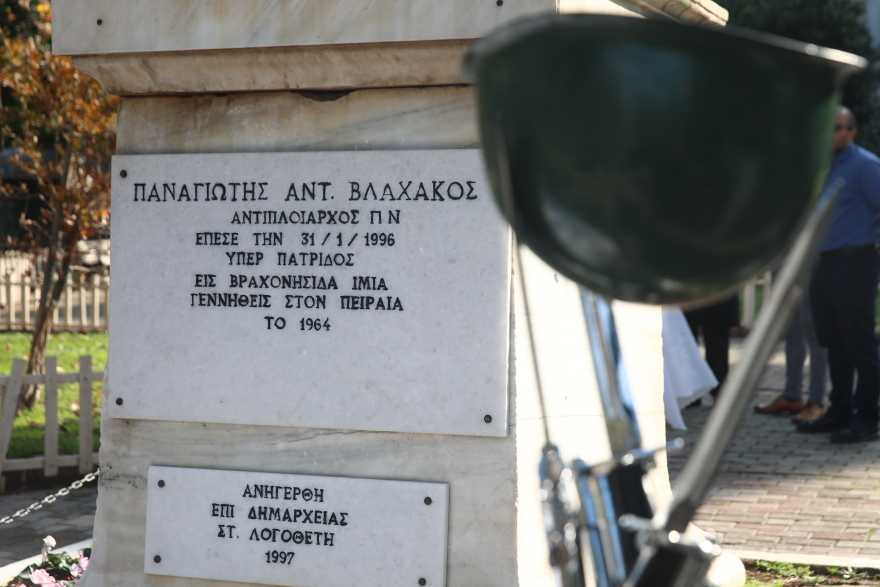 ΠΑΝΑΓΙΩΤΗΣ ΑΝΤ. ΒΛΑΧΑΚΟΣ
ΑΝΤΙΠΛΟΙΑΡΧΟΣ ΠΝ
ΕΠΕΣΕ ΤΗΝ 31/1/1996
ΥΠΕΡ ΠΑΤΡΙΔΟΣ
ΕΙΣ ΒΡΑΧΟΝΗΣΙΔΑ ΙΜΙΑ
ΓΕΝΝΗΘΕΙΣ ΣΤΟΝ ΠΕΙΡΑΙΑ
ΤΟ 1964
ΑΝΗΓΕΡΘΗ
ΕΠΙ ΔΗΜΑΡΧΕΙΑΣ
ΣΤ. ΛΟΓΟΘΕΤΗ
1997